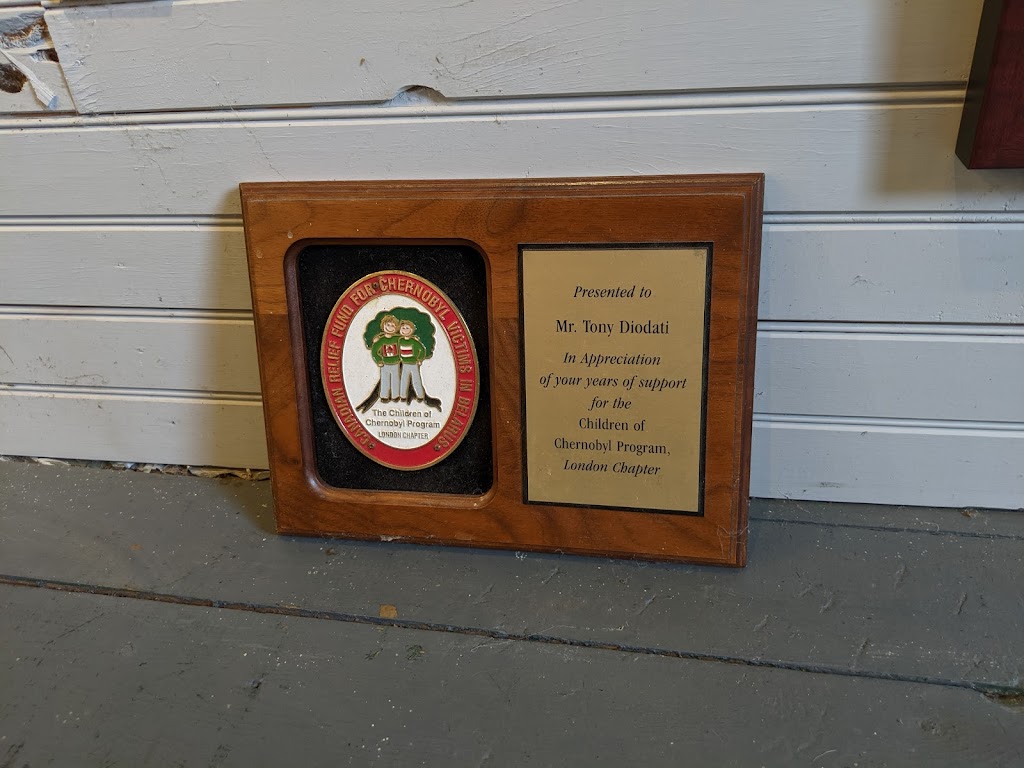 CANADIAN RELIEF FUND FOR CHERNOBYL VICTIMS IN BELARUS
The Children of
Chernobyl Program
LONDON CHAPTER
Presented to
Mr. Tony Diodati
In Appreciation
of your years of support
for the
Children of
Chernobyl Program,
London Chapter